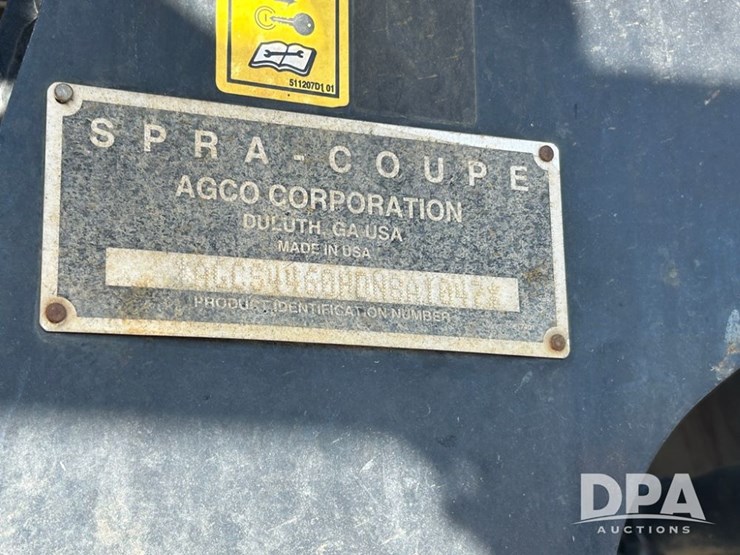 511207D1 01
SPRA-COUPE
AGCO CORPORATION
DULUTH, GA USA
MADE IN USA
PRODUCT IDENTIFICATION NUMBER
DPA
AUCTIONS